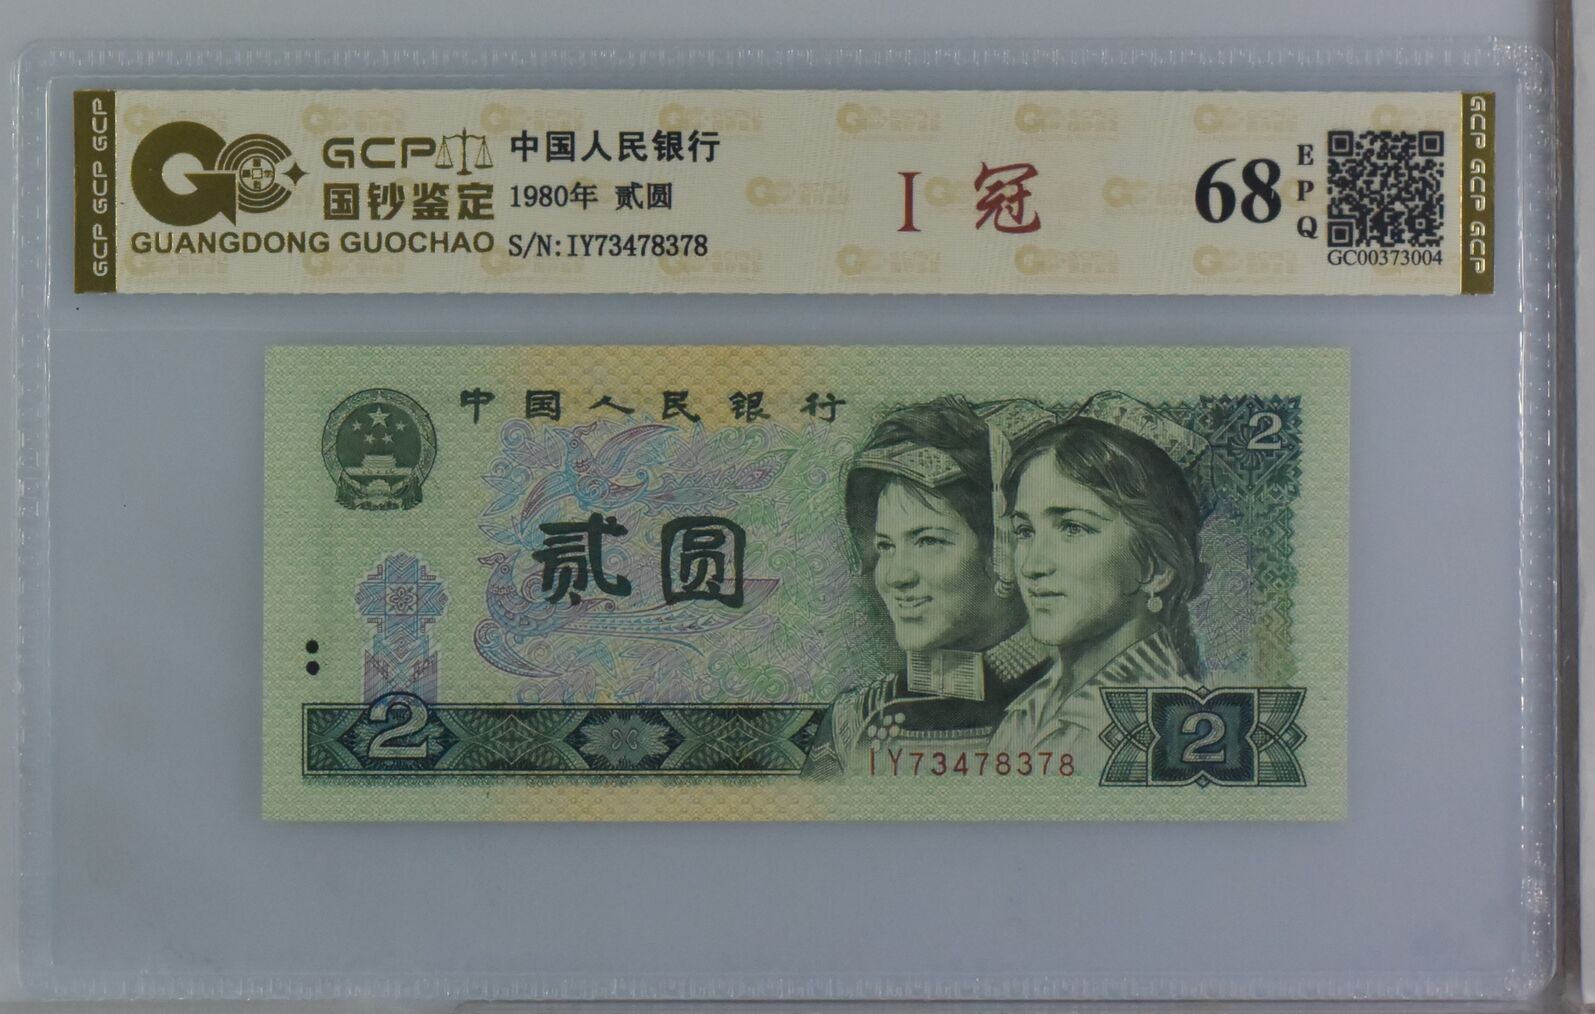 GCP GCP GCP
GCP
国钞鉴定
GUANGDONG GUOCHAO
中国人民银行
1980年 贰圆
S/N:IY73478378
I 冠
68
EPQ
GC00373004
GCP GCP GCP
中国人民银行
2
贰圆
2
IY73478378
2